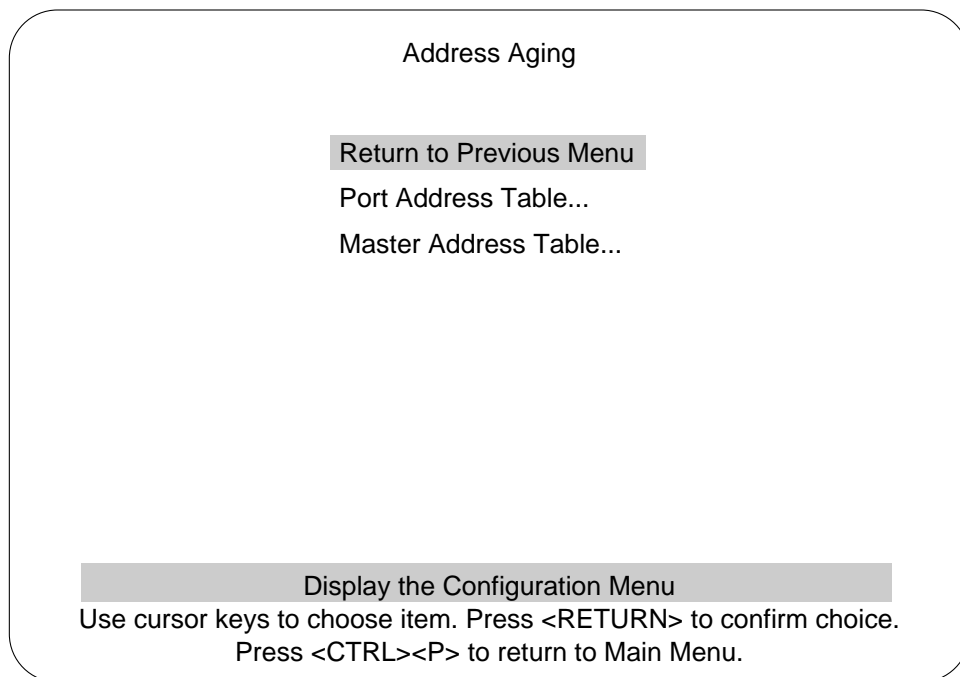 Address Aging
Return to Previous Menu
Port Address Table...
Master Address Table...
Display the Configuration Menu
Use cursor keys to choose item. Press <RETURN> to confirm choice.
Press <CTRL><P> to return to Main Menu.